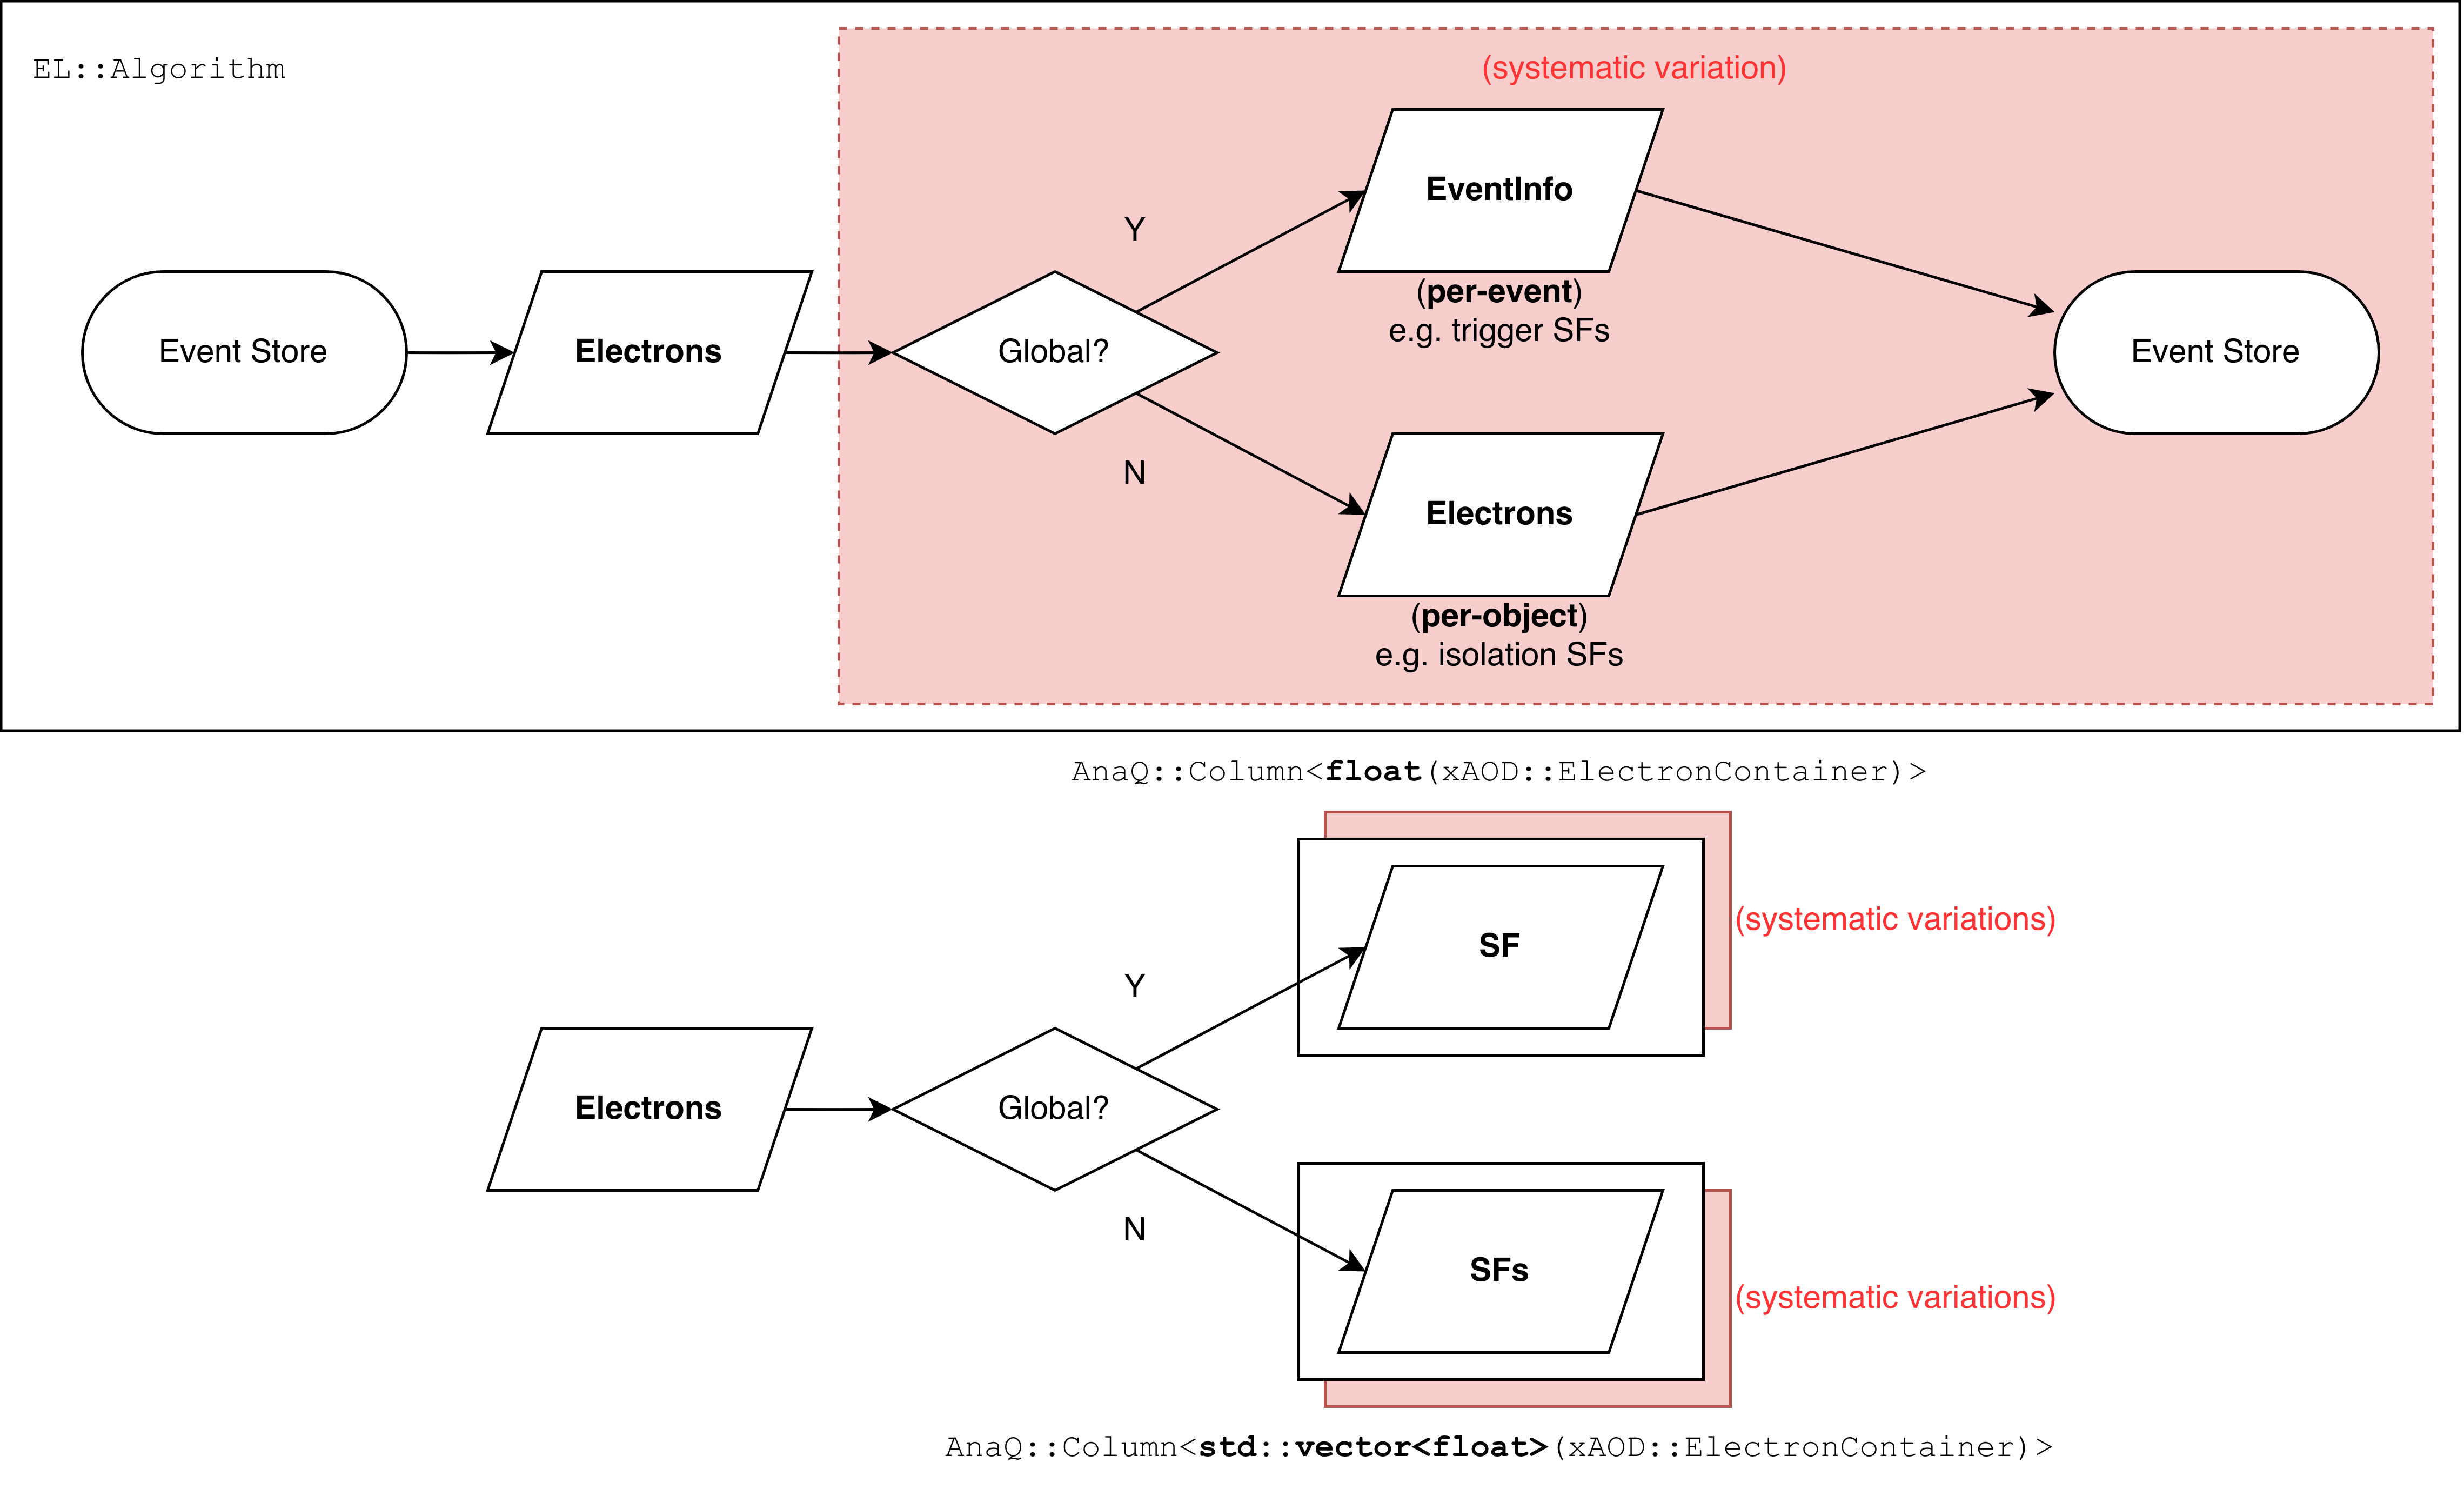 EL::Algorithm
(systematic variation)
EventInfo
Y
(per-event)
e.g. trigger SFs
Event Store
Electrons
Global?
Event Store
N
Electrons
(per-object)
e.g. isolation SFs
AnaQ::Column<float(xAOD::ElectronContainer)>
(systematic variations)
SF
Y
Electrons
Global?
N
SFs
(systematic variations)
AnaQ::Column<std::vector<float>(xAOD::ElectronContainer)>